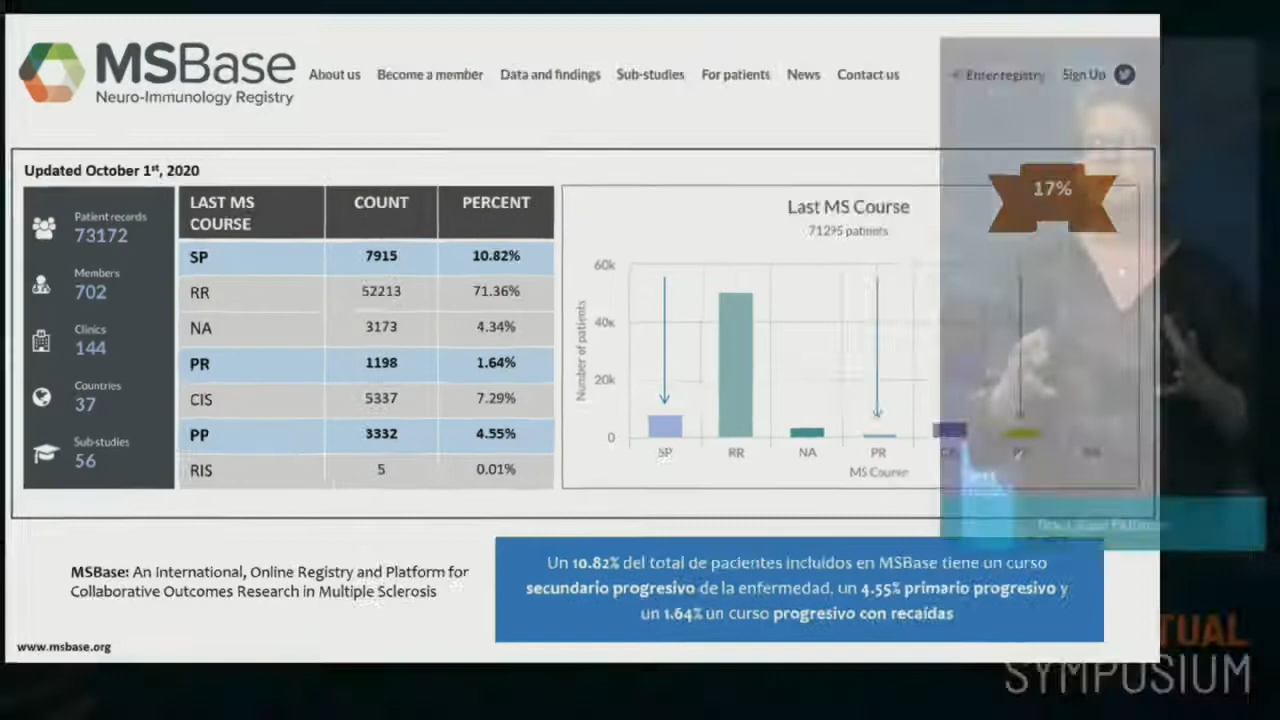 MSBase
Neuro-Immunology Registry
About us Become a member Data and findings Sub-studies For patients News Contact us Enter registry Sign Up
Updated October 1st, 2020
Patient records
73172
Members
702
Clinics
144
Countries
37
Sub-studies
56
LAST MS COURSE COUNT PERCENT
SP 7915 10.82%
RR 52213 71.36%
NA 3173 4.34%
PR 1198 1.64%
CIS 5337 7.29%
PP 3332 4.55%
RIS 5 0.01%
17%
Last MS Course
71295 patients
Number of patients
60k
40k
20k
0
SP RR NA PR
MS Course
MSBase: An International, Online Registry and Platform for
Collaborative Outcomes Research in Multiple Sclerosis
Un 10.82% del total de pacientes incluidos en MSBase tiene un curso
secundario progresivo de la enfermedad, un 4.55% primario progresivo y
un 1.64% un curso progresivo con recaídas
www.msbase.org
TUAL
SYMPOSIUM